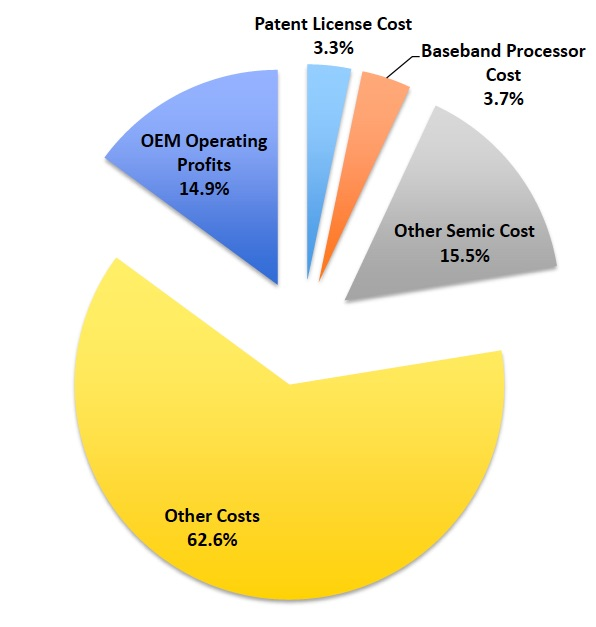 Patent License Cost
3.3%
Baseband Processor
Cost
3.7%
OEM Operating
Profits
14.9%
Other Semic Cost
15.5%
Other Costs
62.6%